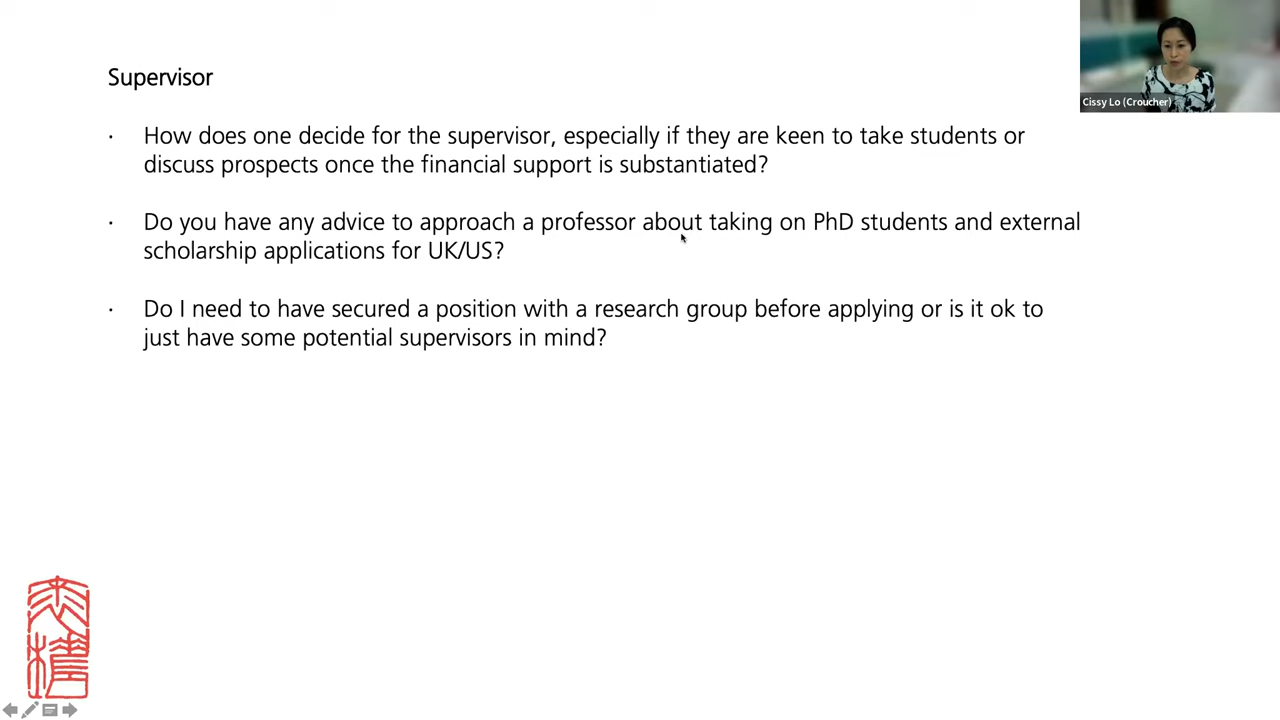 Supervisor
· How does one decide for the supervisor, especially if they are keen to take students or
discuss prospects once the financial support is substantiated?
· Do you have any advice to approach a professor about taking on PhD students and external
scholarship applications for UK/US?
· Do I need to have secured a position with a research group before applying or is it ok to
just have some potential supervisors in mind?
Cissy Lo (Croucher)